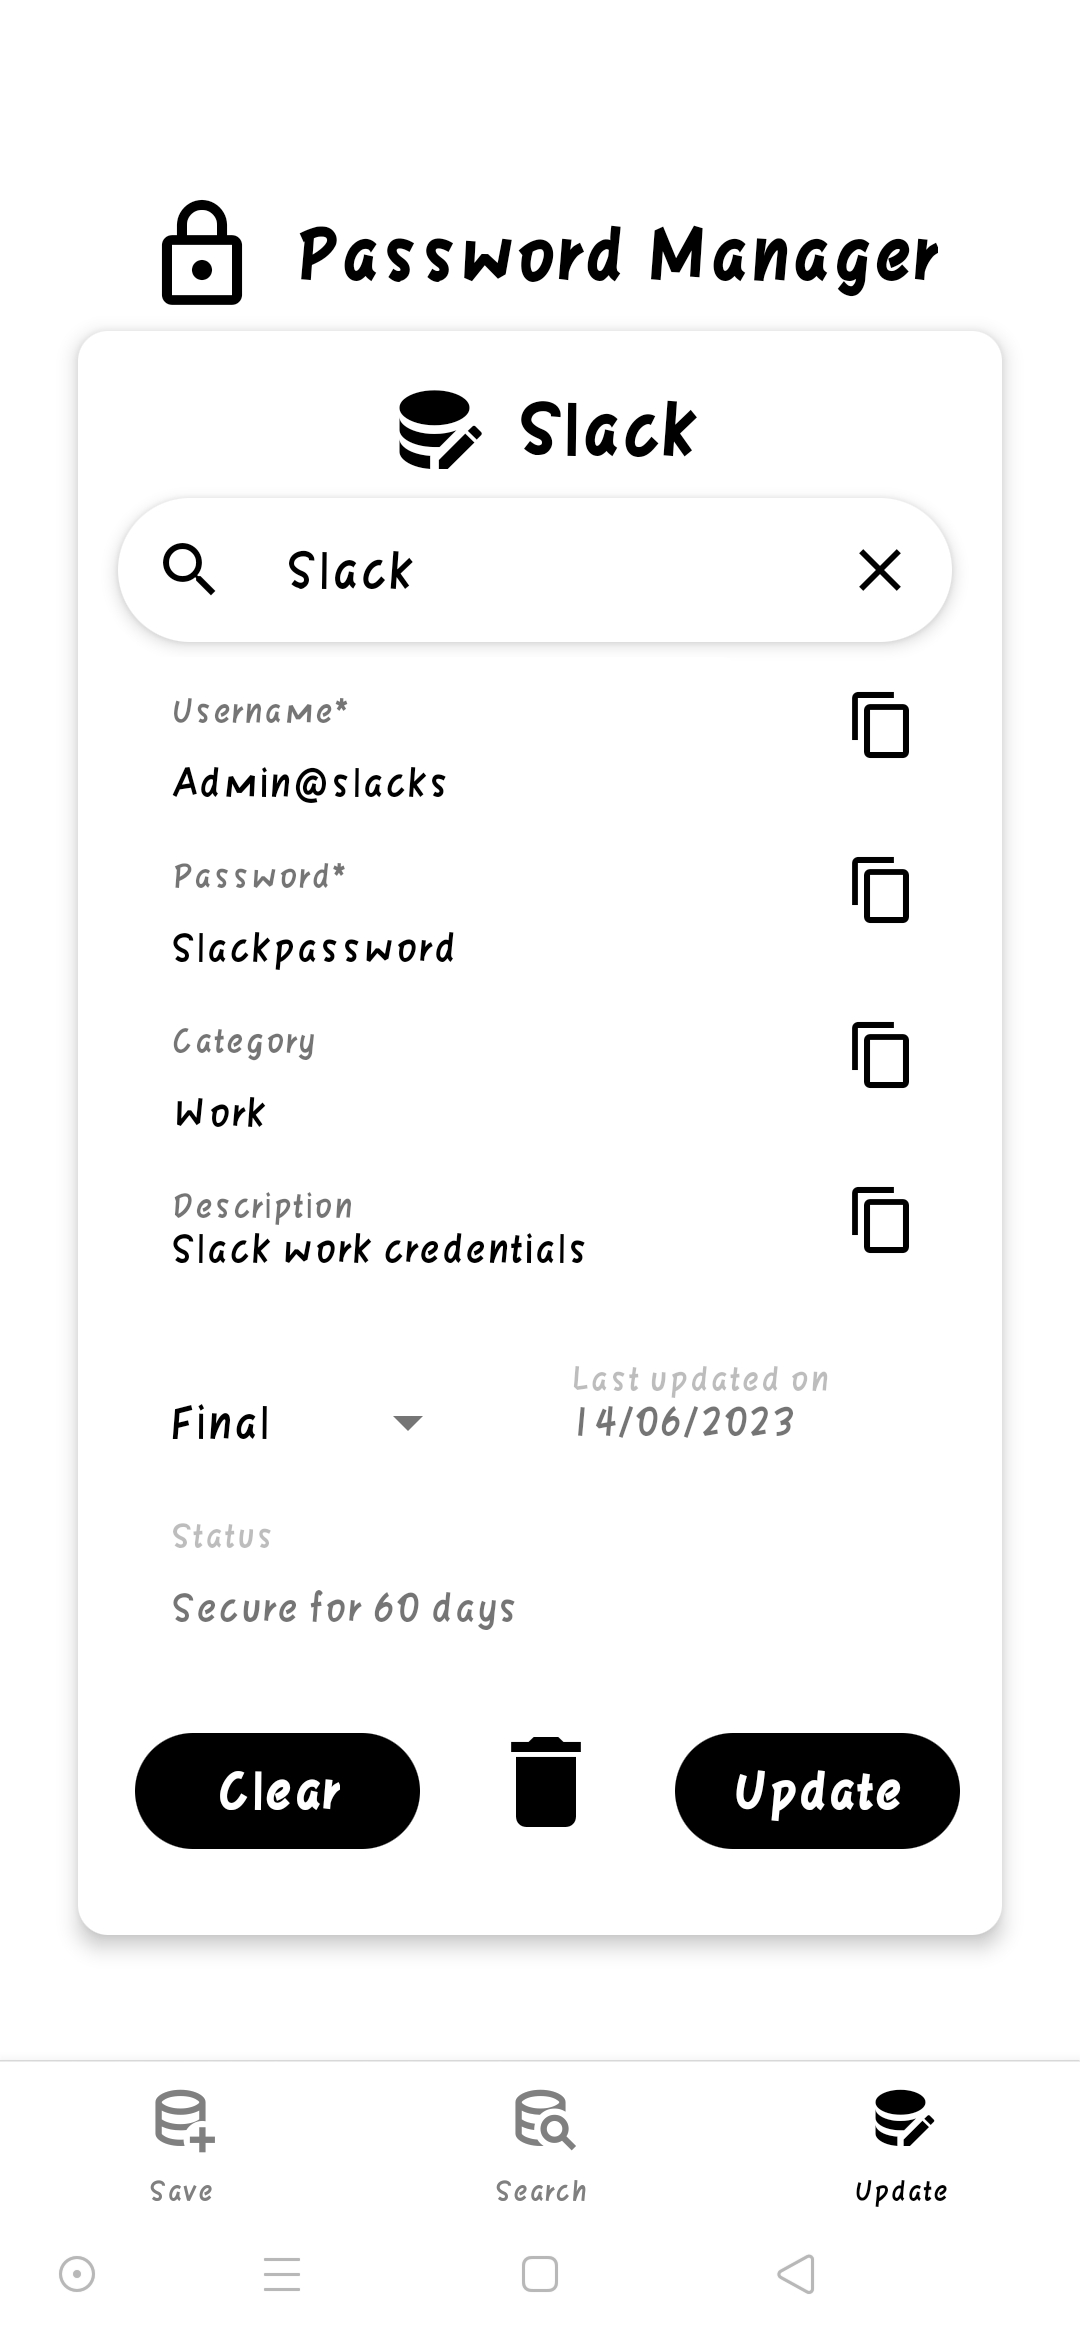 Password Manager
Slack
Slack
Username*
Admin@slacks
Password*
Slackpassword
Category
Work
Description
Slack work credentials
Last updated on
Final
14/06/2023
Status
Secure for 60 days
Clear
Update
Save
Search
Update